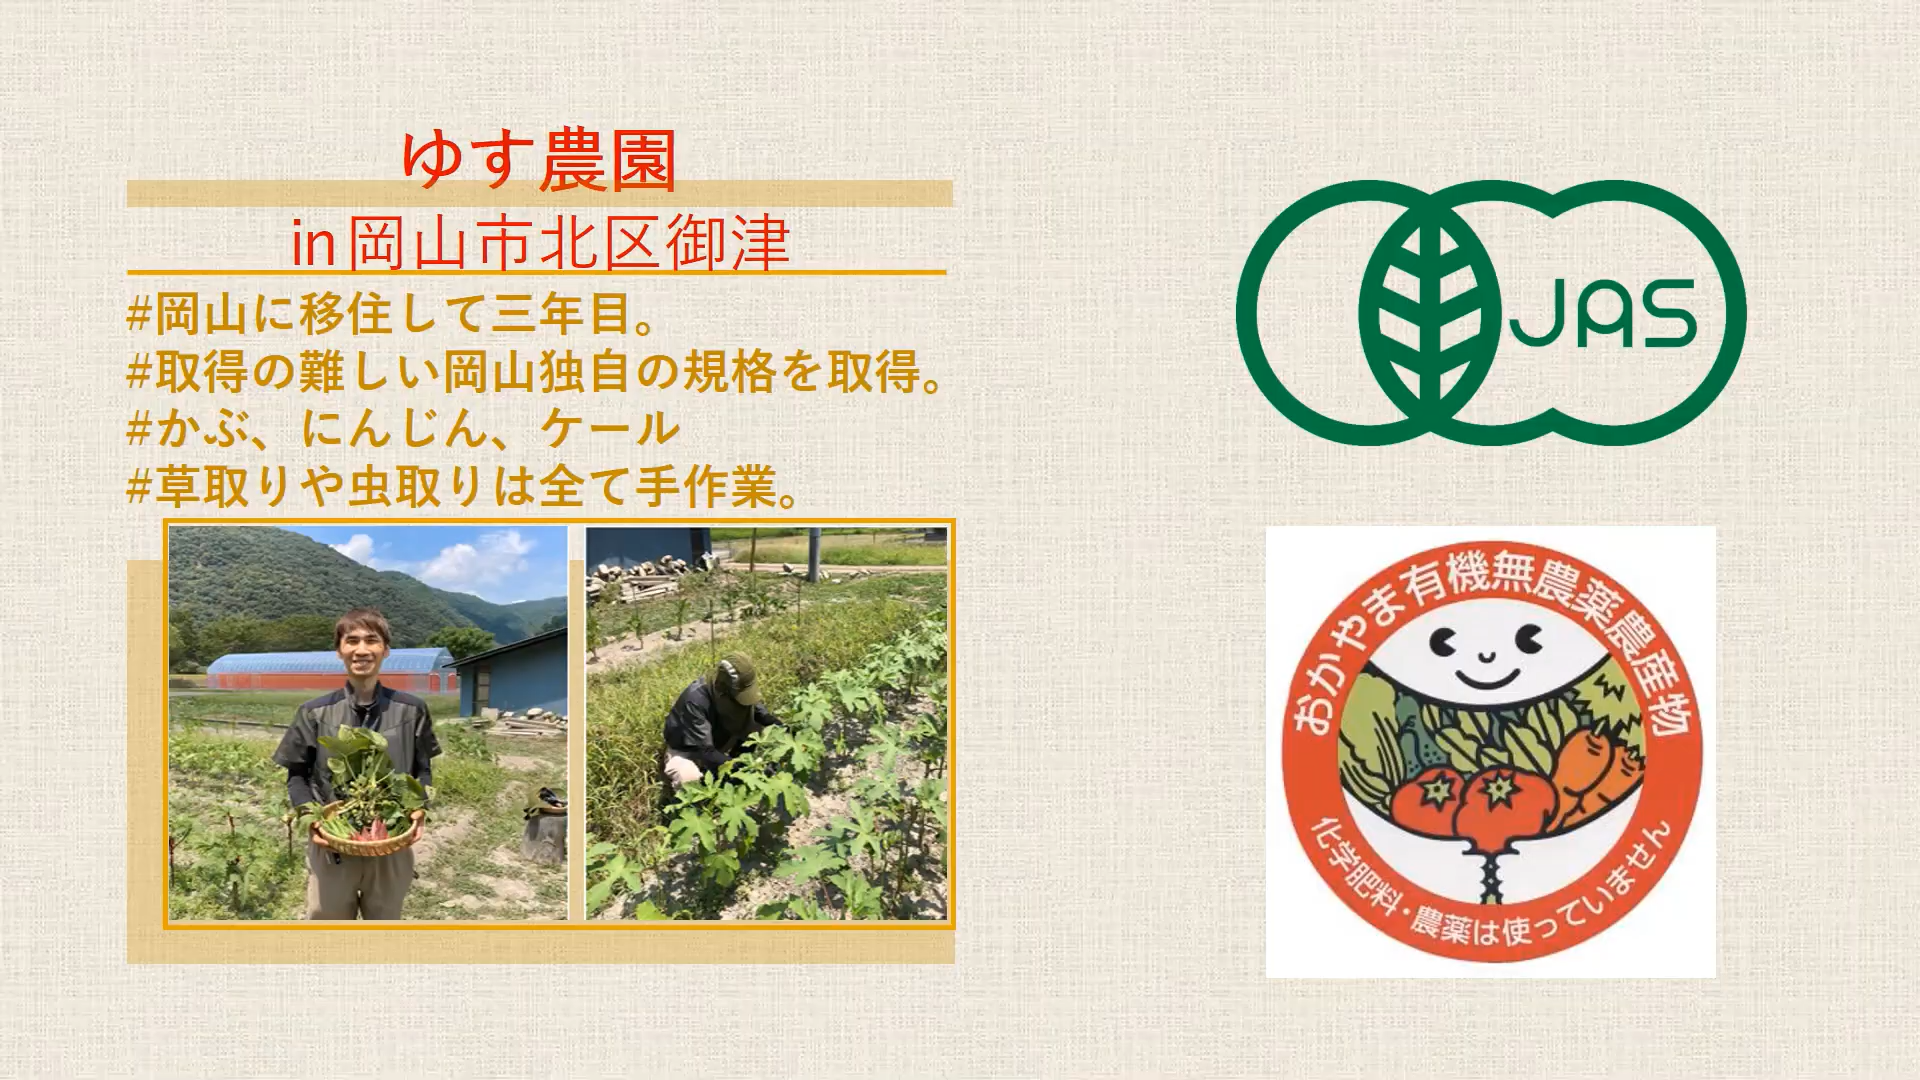 ゆす農園
in岡山市北区御津
#岡山に移住して三年目。
#取得の難しい岡山独自の規格を取得。
#かぶ、にんじん、ケール
#草取りや虫取りは全て手作業。
JAS
おかやま有機無農薬農産物
化学肥料・農薬は使っていません